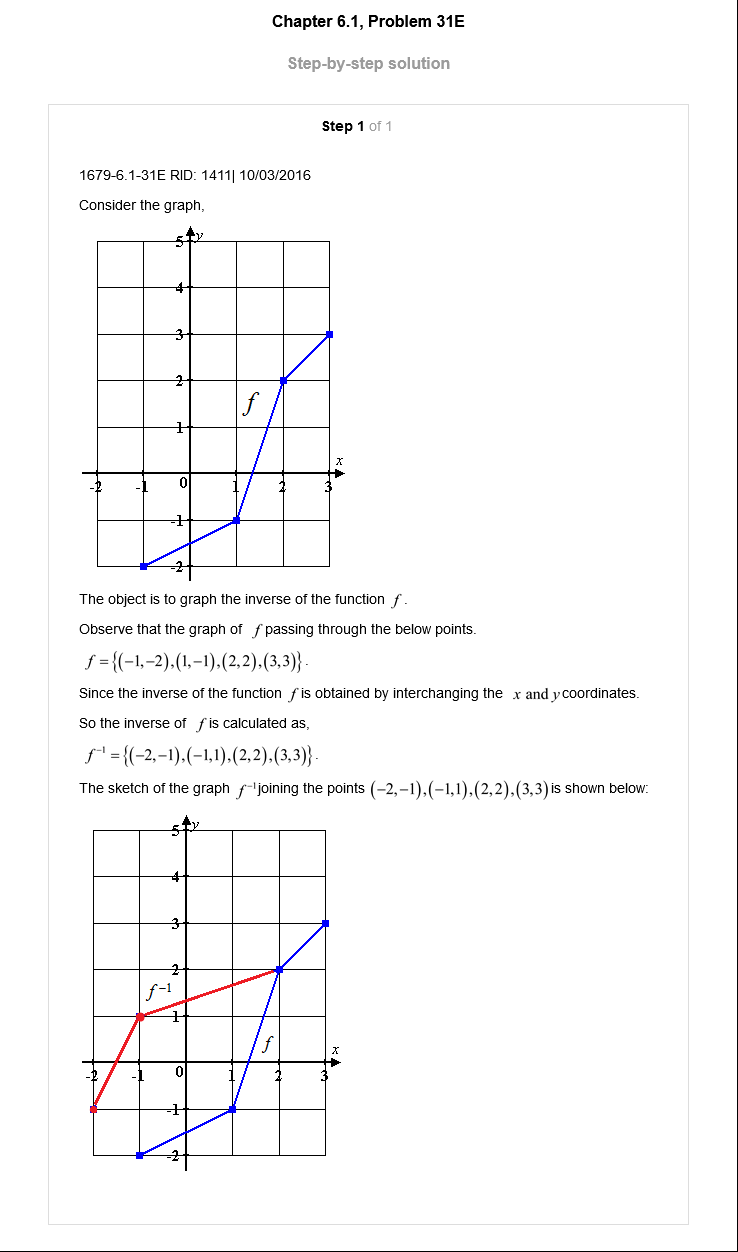 Chapter 6.1, Problem 31E
Step-by-step solution
Step 1 of 1
1679-6.1-31E RID: 1411| 10/03/2016
Consider the graph,
5 y
4
3
2
f
1
x
-2 -1 0 1 2 3
-1
-2
The object is to graph the inverse of the function f .
Observe that the graph of f passing through the below points.
f = {(−1,−2),(1,−1),(2,2),(3,3)}.
Since the inverse of the function f is obtained by interchanging the x and y coordinates.
So the inverse of f is calculated as,
f⁻¹ = {(−2,−1),(−1,1),(2,2),(3,3)}.
The sketch of the graph f⁻¹ joining the points (−2,−1),(−1,1),(2,2),(3,3) is shown below:
5 y
4
3
2
f⁻¹
1
f
x
-2 -1 0 1 2 3
-1
-2